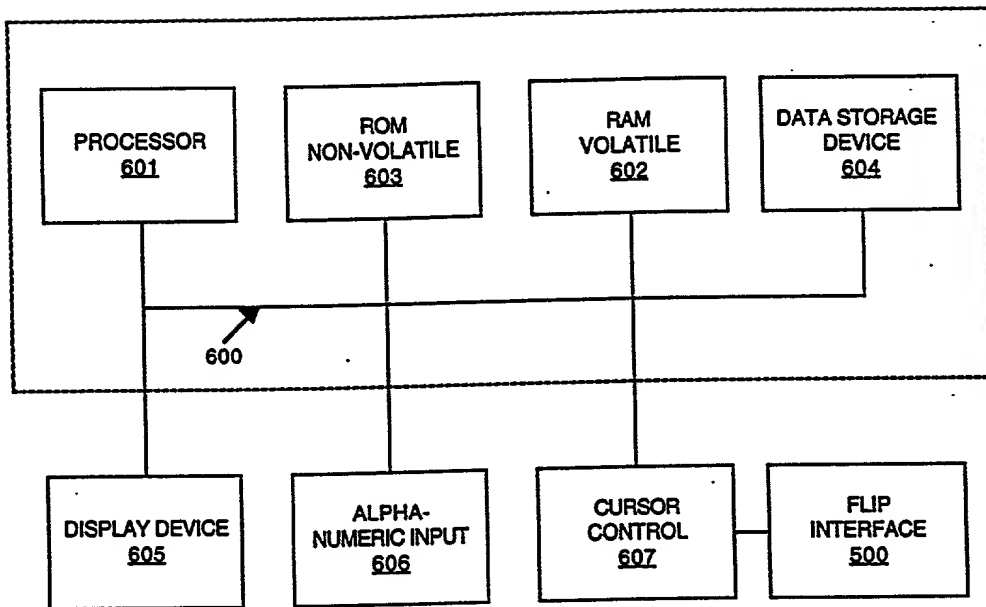 PROCESSOR
601
ROM
NON-VOLATILE
603
RAM
VOLATILE
602
DATA STORAGE
DEVICE
604
600
DISPLAY DEVICE
605
ALPHA-
NUMERIC INPUT
606
CURSOR
CONTROL
607
FLIP
INTERFACE
500